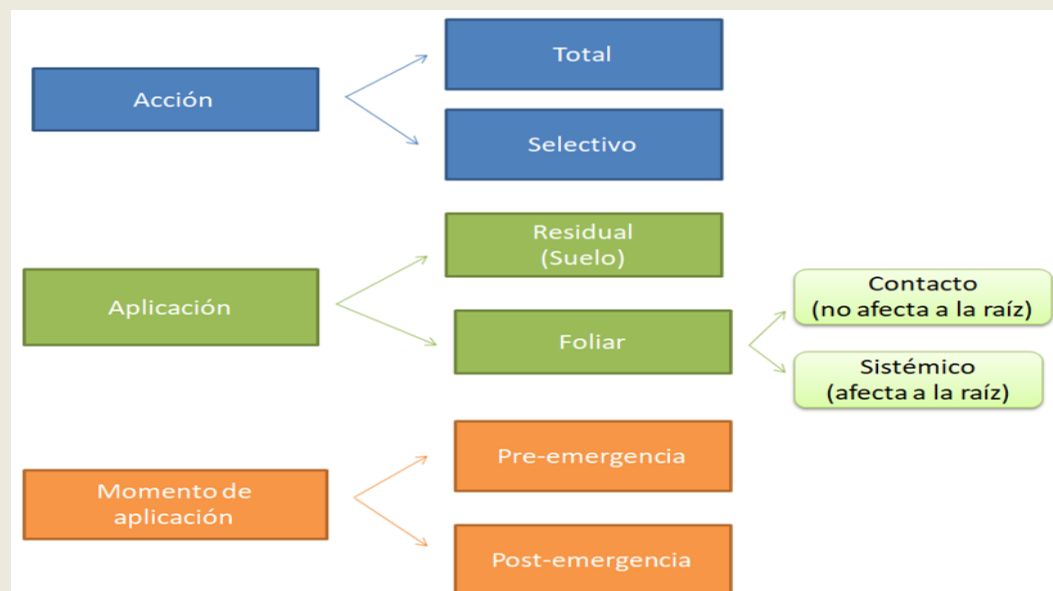 Acción
Total
Selectivo
Aplicación
Residual
(Suelo)
Foliar
Contacto
(no afecta a la raíz)
Sistémico
(afecta a la raíz)
Momento de
aplicación
Pre-emergencia
Post-emergencia